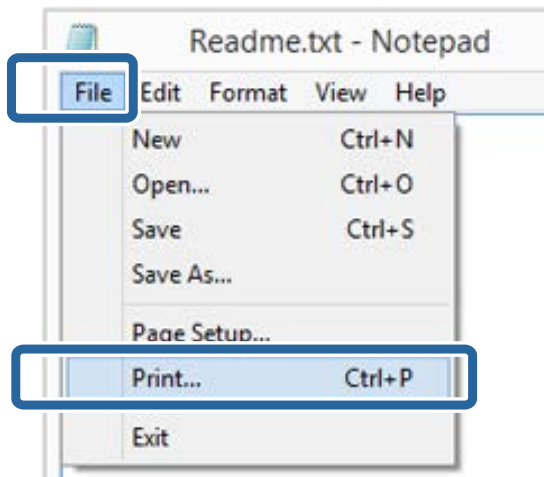 Readme.txt - Notepad
File Edit Format View Help
New Ctrl+N
Open... Ctrl+O
Save Ctrl+S
Save As...
Page Setup...
Print... Ctrl+P
Exit